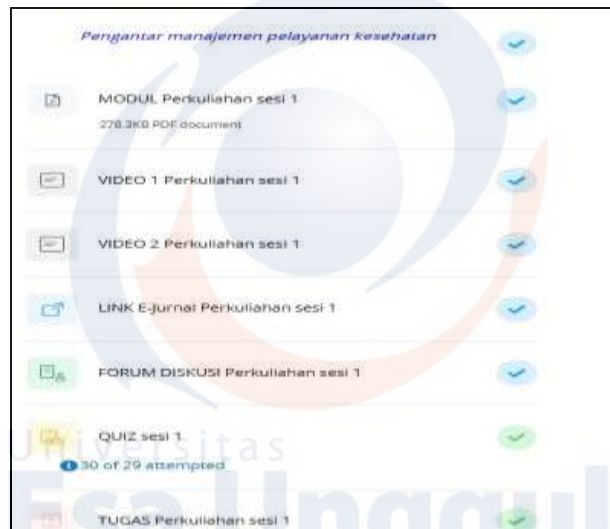 Pengantar manajemen pelayanan kesehatan
MODUL Perkuliahan sesi 1
278.3KB PDF document
VIDEO 1 Perkuliahan sesi 1
VIDEO 2 Perkuliahan sesi 1
LINK E-Jurnal Perkuliahan sesi 1
FORUM DISKUSI Perkuliahan sesi 1
QUIZ sesi 1
Universitas
30 of 29 attempted
Esa Unggul
TUGAS Perkuliahan sesi 1